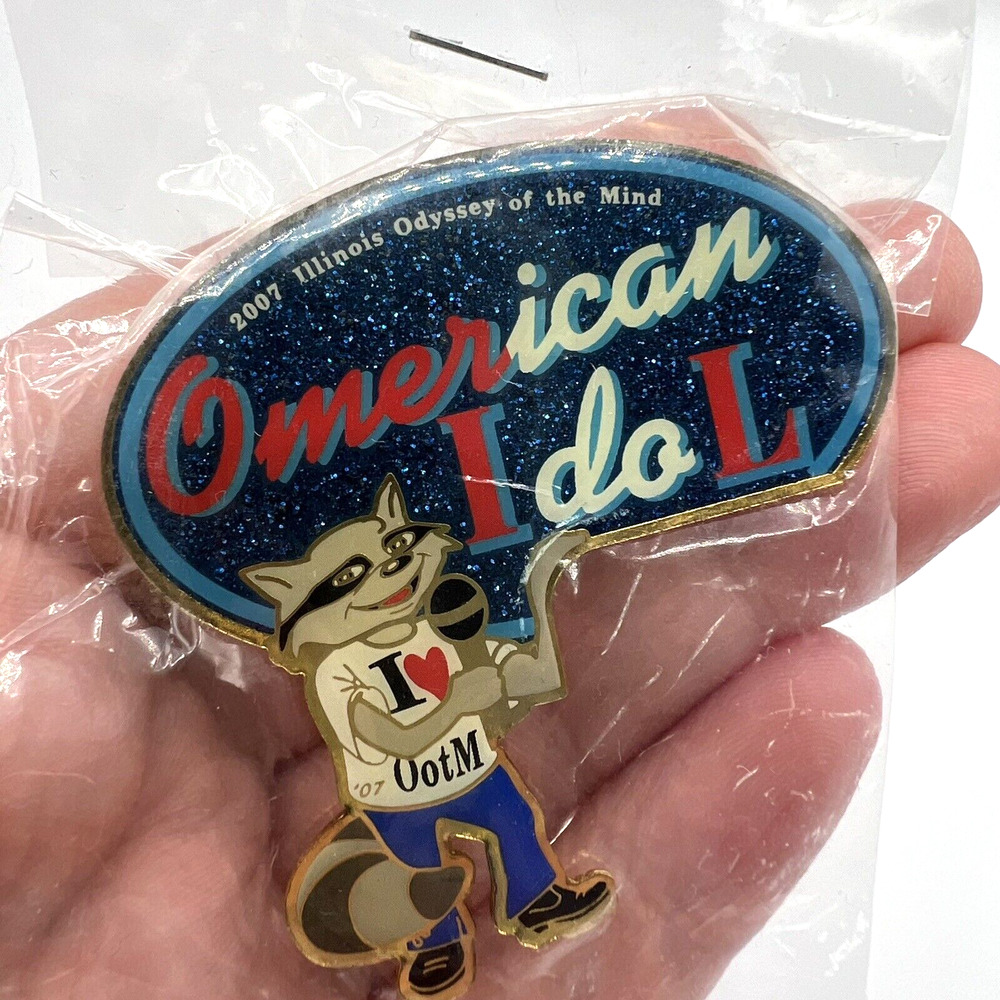 2007 Illinois Odyssey of the Mind
Omerican
IdoL
I ♥
OotM
'07